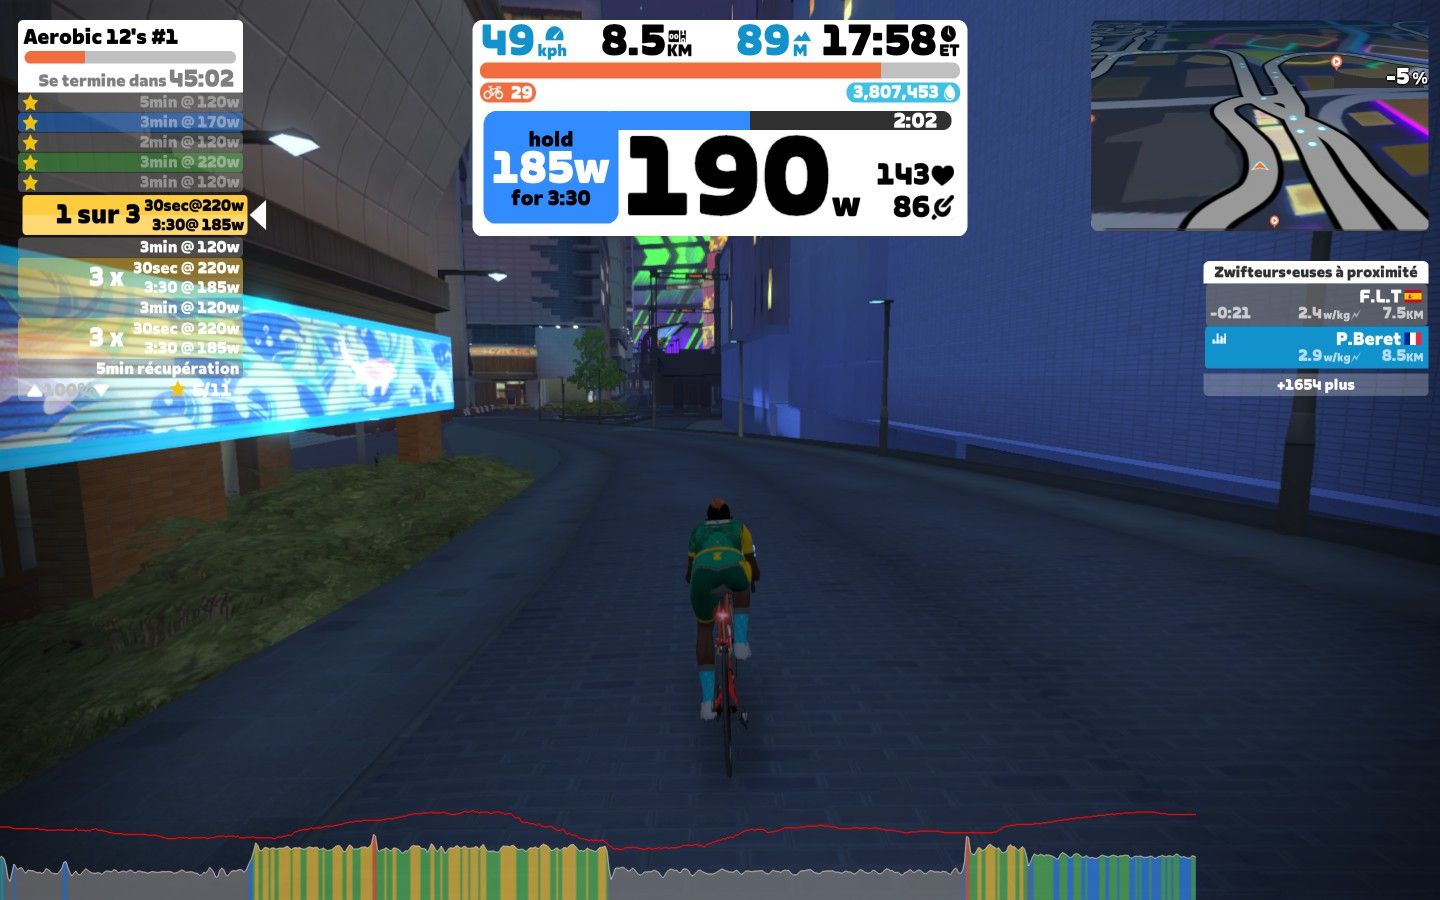 Aerobic 12's #1
Se termine dans 45:02
5min @ 120w
3min @ 170w
2min @ 120w
3min @ 220w
3min @ 120w
1 sur 3 30sec@220w
3:30@ 185w
3min @ 120w
3 x 30sec @ 220w
3:30 @ 185w
3min @ 120w
3 x 30sec @ 220w
3:30 @ 185w
5min récupération
100%
5/11
49 kph 8.5 KM 89 M 17:58 ET
29 3,807,453
2:02
hold
185w
for 3:30
190 w
143
86
-5%
Zwifteurs•euses à proximité
F.L.T
-0:21 2.4 w/kg 7.5KM
P.Beret
2.9 w/kg 8.5KM
+1654 plus